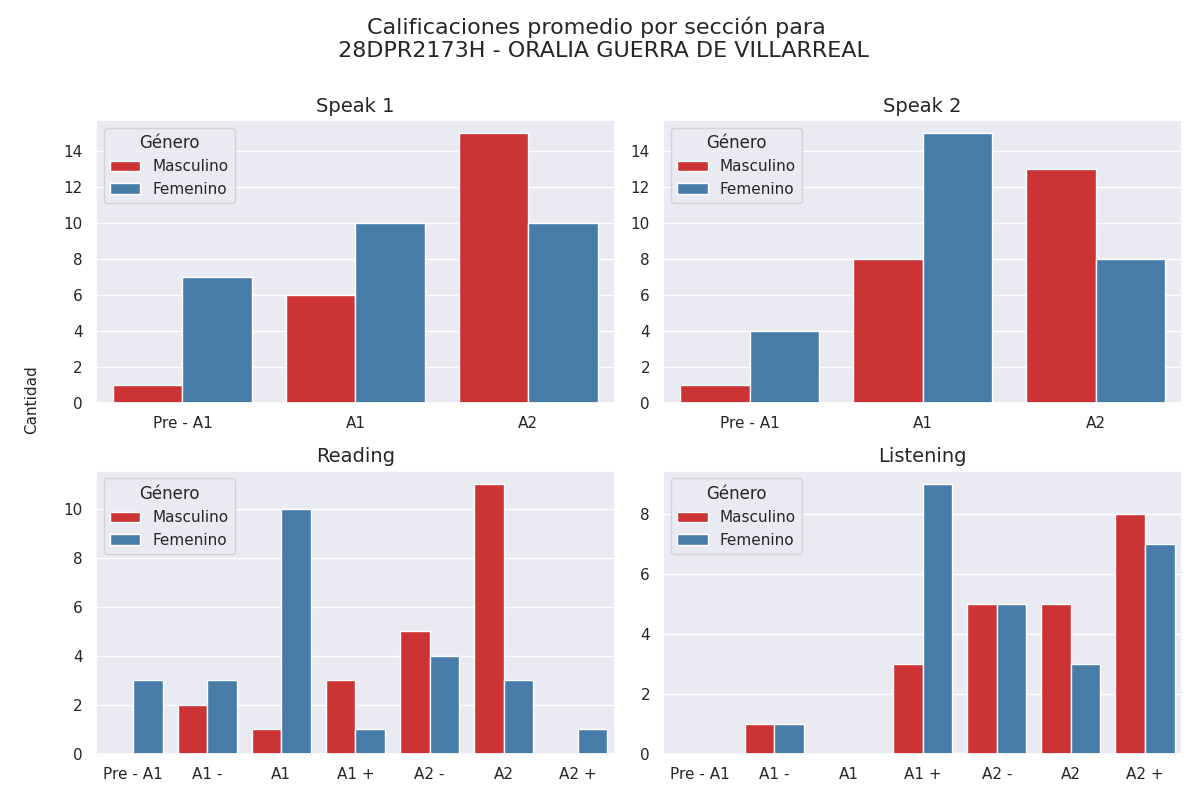 Calificaciones promedio por sección para
28DPR2173H - ORALIA GUERRA DE VILLARREAL
Cantidad
Speak 1
Género
Masculino
Femenino
14
12
10
8
6
4
2
0
Pre - A1
A1
A2
Speak 2
Género
Masculino
Femenino
14
12
10
8
6
4
2
0
Pre - A1
A1
A2
Reading
Género
Masculino
Femenino
10
8
6
4
2
0
Pre - A1
A1 -
A1
A1 +
A2 -
A2
A2 +
Listening
Género
Masculino
Femenino
8
6
4
2
0
Pre - A1
A1 -
A1
A1 +
A2 -
A2
A2 +